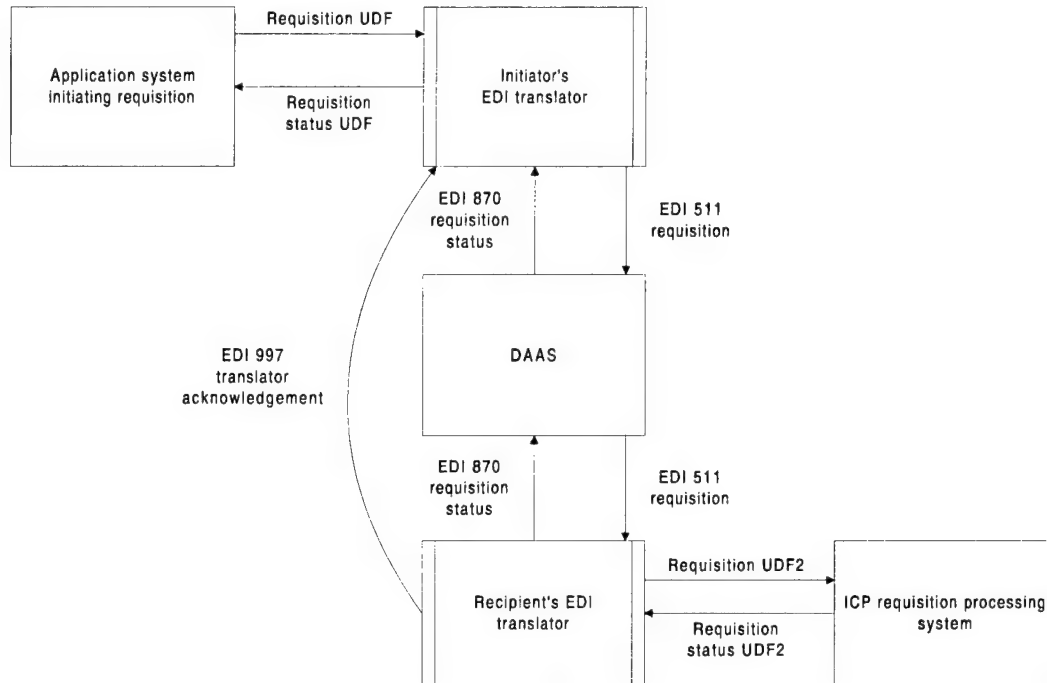 Requisition UDF
Application system
initiating requisition
Initiator's
EDI translator
Requisition
status UDF
EDI 870
requisition
status
EDI 511
requisition
DAAS
EDI 997
translator
acknowledgement
EDI 870
requisition
status
EDI 511
requisition
Recipient's EDI
translator
Requisition UDF2
ICP requisition processing
system
Requisition
status UDF2